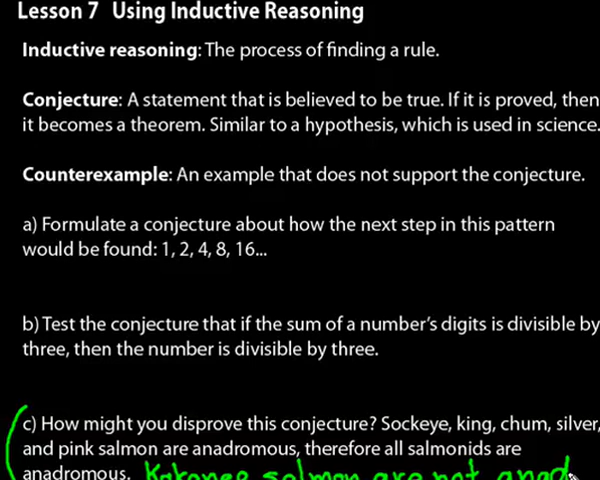 Lesson 7 Using Inductive Reasoning
Inductive reasoning: The process of finding a rule.
Conjecture: A statement that is believed to be true. If it is proved, then
it becomes a theorem. Similar to a hypothesis, which is used in science.
Counterexample: An example that does not support the conjecture.
a) Formulate a conjecture about how the next step in this pattern
would be found: 1, 2, 4, 8, 16...
b) Test the conjecture that if the sum of a number's digits is divisible by
three, then the number is divisible by three.
c) How might you disprove this conjecture? Sockeye, king, chum, silver,
and pink salmon are anadromous, therefore all salmonids are
anadromous. Kokanee salmon are not anad